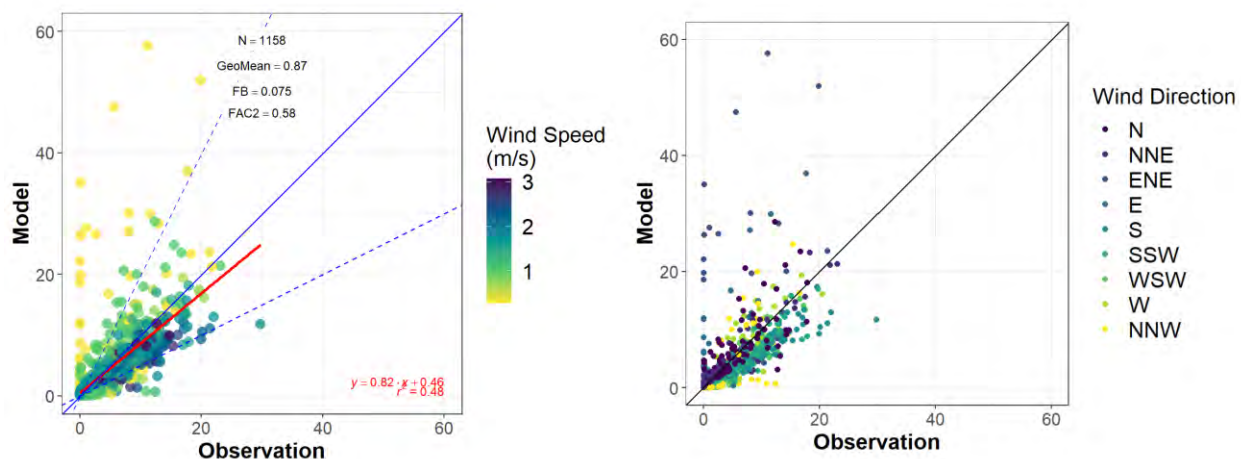 60
40
20
0
Model
N = 1158
GeoMean = 0.87
FB = 0.075
FAC2 = 0.58
y = 0.82 · x + 0.46
r² = 0.48
0 20 40 60
Observation
Wind Speed
(m/s)
3
2
1
60
40
20
0
Model
0 20 40 60
Observation
Wind Direction
N
NNE
ENE
E
S
SSW
WSW
W
NNW